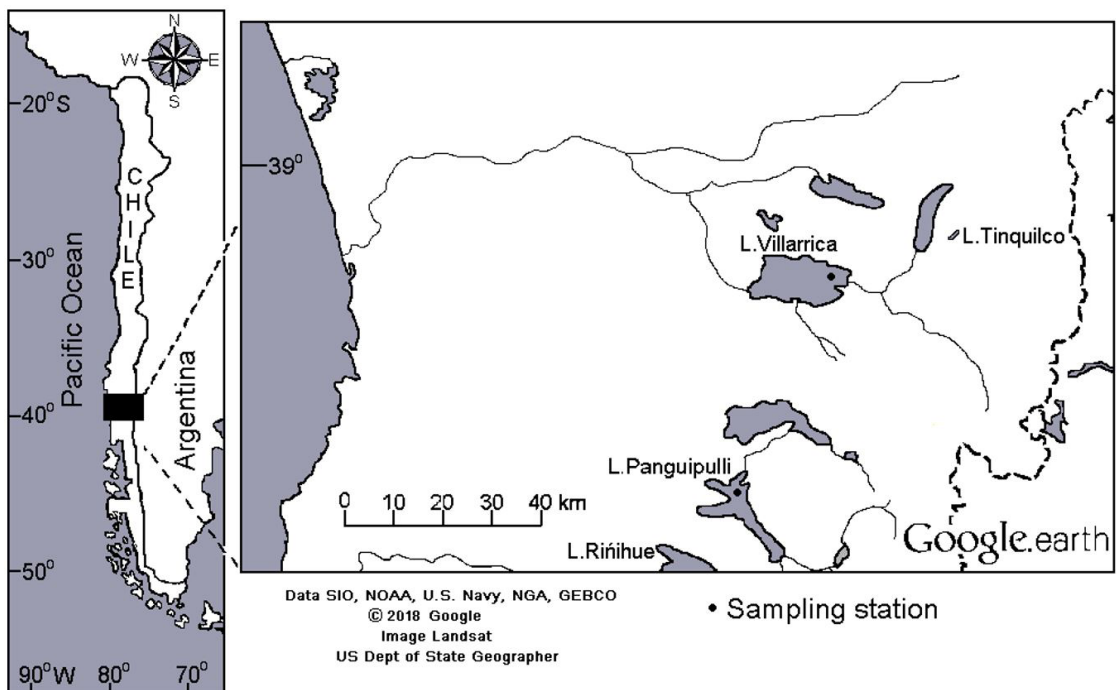 N
W
E
S
20°S
30°
40°
50°
90°W 80° 70°
Pacific Ocean
CHILE
Argentina
39°
L.Villarrica
L.Tinquilco
L.Panguipulli
L.Rińihue
0 10 20 30 40 km
Google.earth
Data SIO, NOAA, U.S. Navy, NGA, GEBCO
© 2018 Google
Image Landsat
US Dept of State Geographer
• Sampling station